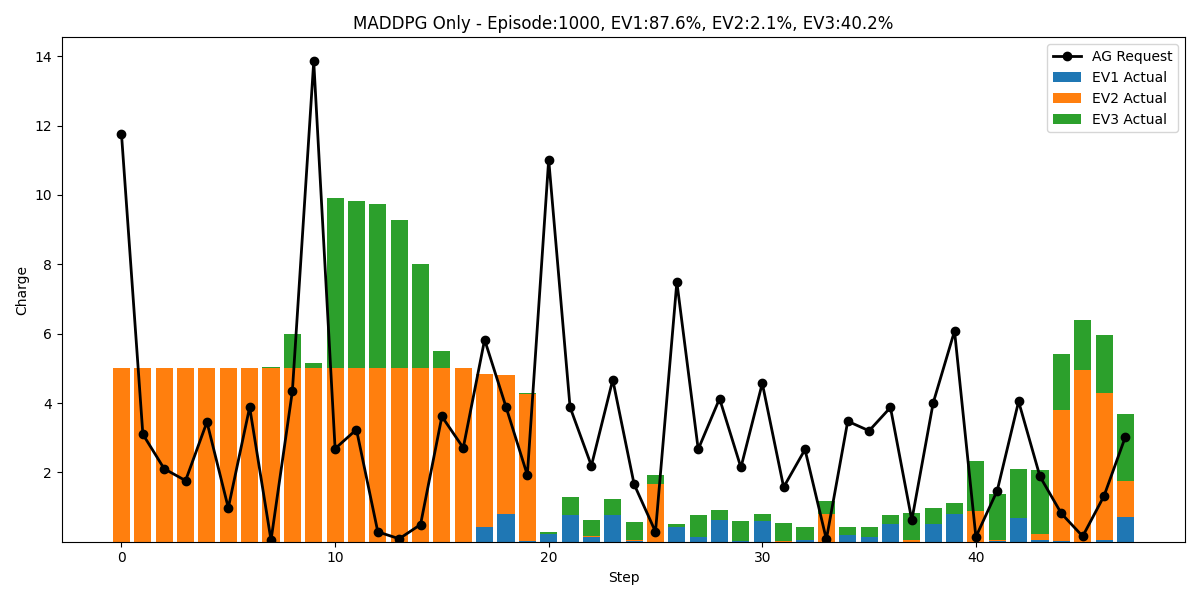 MADDPG Only - Episode:1000, EV1:87.6%, EV2:2.1%, EV3:40.2%
AG Request
EV1 Actual
EV2 Actual
EV3 Actual
14
12
10
8
6
4
2
Charge
0
10
20
30
40
Step